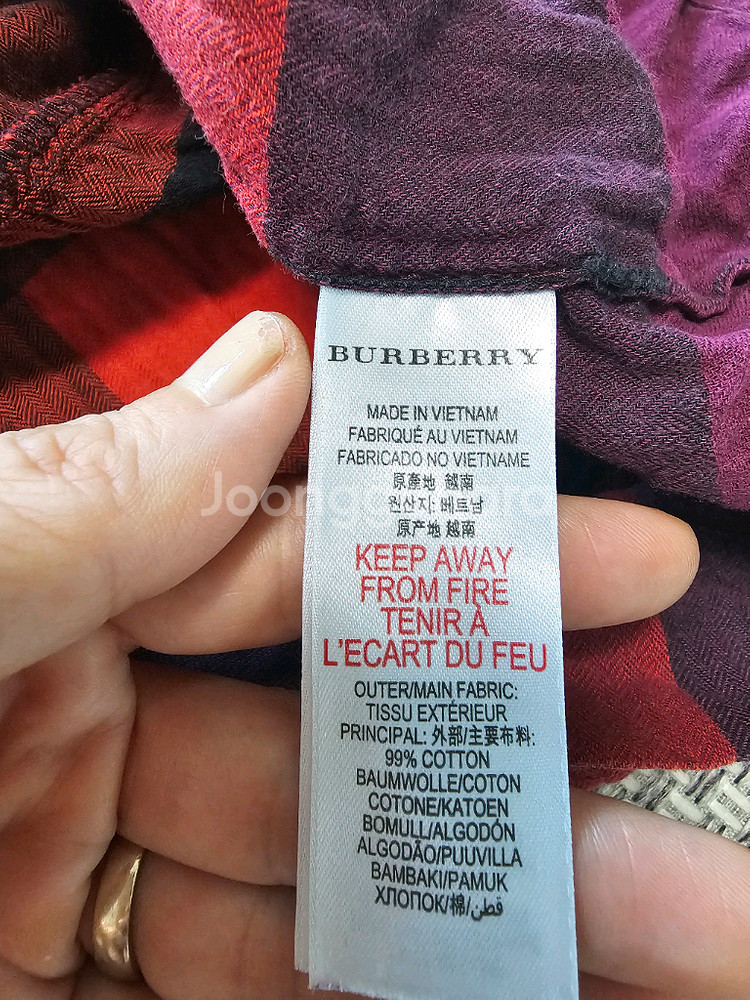 BURBERRY
MADE IN VIETNAM
FABRIQUÉ AU VIETNAM
FABRICADO NO VIETNAME
原產地 越南
원산지: 베트남
原产地 越南
KEEP AWAY
FROM FIRE
TENIR À
L'ECART DU FEU
OUTER/MAIN FABRIC:
TISSU EXTÉRIEUR
PRINCIPAL: 外部/主要布料:
99% COTTON
BAUMWOLLE/COTON
COTONE/KATOEN
BOMULL/ALGODÓN
ALGODÃO/PUUVILLA
BAMBAKI/PAMUK
ХЛОПОК/棉/قطن